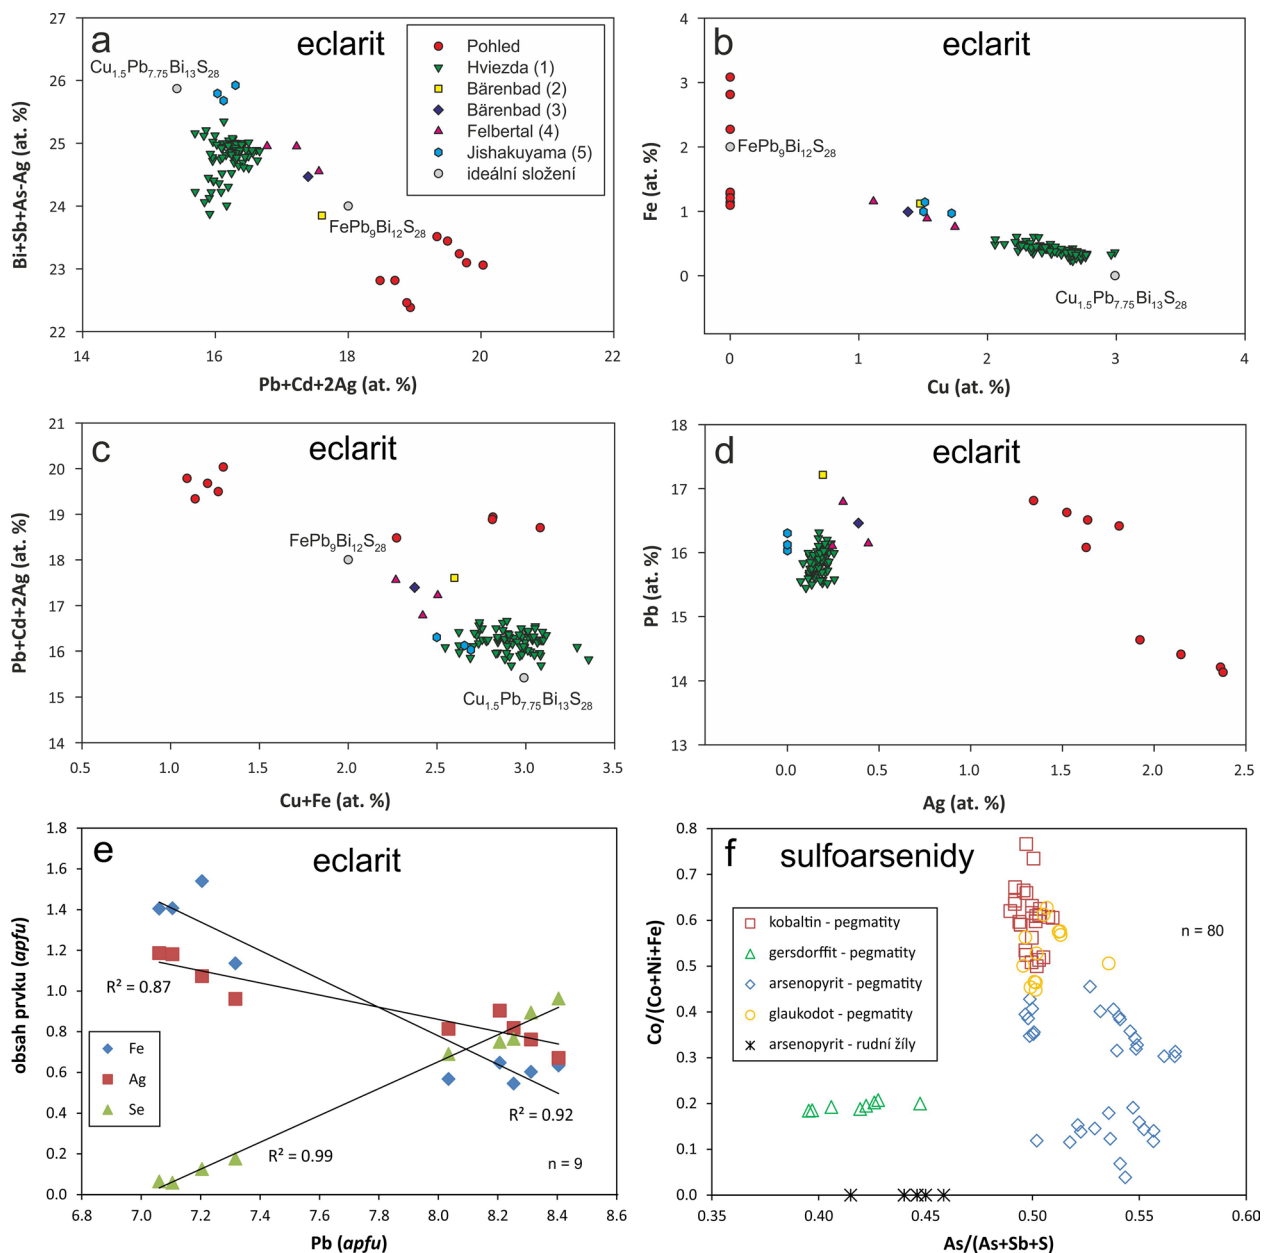 a
eclarit
Cu1.5Pb7.75Bi13S28
Pohled
Hviezda (1)
Bärenbad (2)
Bärenbad (3)
Felbertal (4)
Jishakuyama (5)
ideální složení
FePb9Bi12S28
27
26
25
24
23
22
14
16
18
20
22
Bi+Sb+As-Ag (at. %)
Pb+Cd+2Ag (at. %)
b
eclarit
FePb9Bi12S28
Cu1.5Pb7.75Bi13S28
4
3
2
1
0
0
1
2
3
4
Fe (at. %)
Cu (at. %)
c
eclarit
FePb9Bi12S28
Cu1.5Pb7.75Bi13S28
21
20
19
18
17
16
15
14
0.5
1.0
1.5
2.0
2.5
3.0
3.5
Pb+Cd+2Ag (at. %)
Cu+Fe (at. %)
d
eclarit
18
17
16
15
14
13
0.0
0.5
1.0
1.5
2.0
2.5
Pb (at. %)
Ag (at. %)
e
eclarit
R² = 0.87
R² = 0.92
R² = 0.99
n = 9
Fe
Ag
Se
1.8
1.6
1.4
1.2
1.0
0.8
0.6
0.4
0.2
0.0
6.8
7.0
7.2
7.4
7.6
7.8
8.0
8.2
8.4
8.6
obsah prvku (apfu)
Pb (apfu)
f
sulfoarsenidy
kobaltin - pegmatity
gersdorffit - pegmatity
arsenopyrit - pegmatity
glaukodot - pegmatity
arsenopyrit - rudní žíly
n = 80
0.8
0.7
0.6
0.5
0.4
0.3
0.2
0.1
0.0
0.35
0.40
0.45
0.50
0.55
0.60
Co/(Co+Ni+Fe)
As/(As+Sb+S)